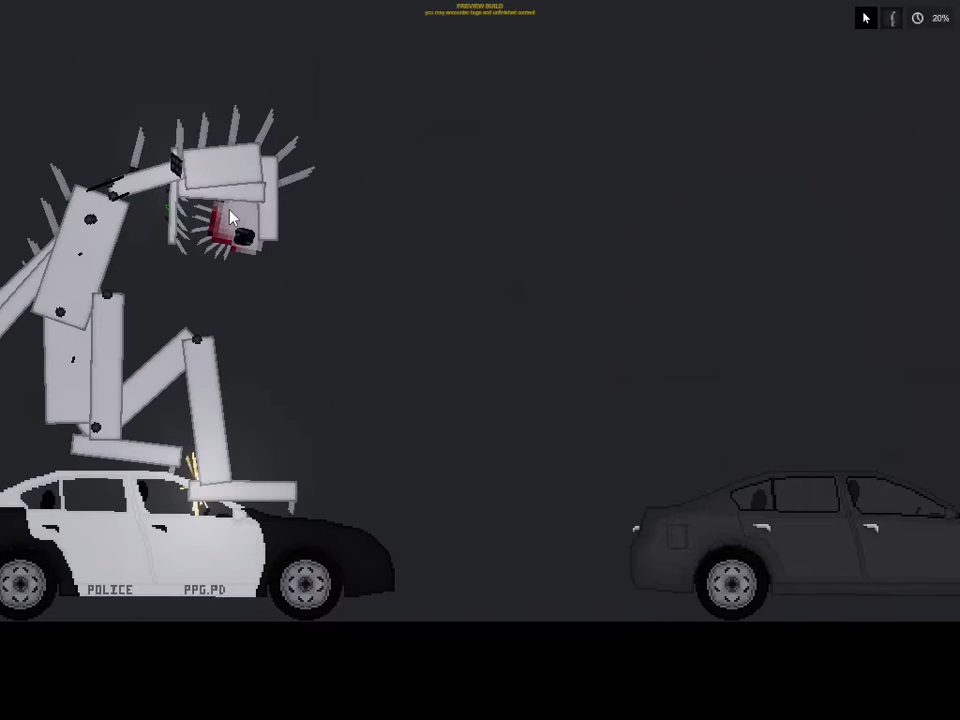 PREVIEW BUILD
you may encounter bugs and unfinished content
20%
POLICE PPG.PD